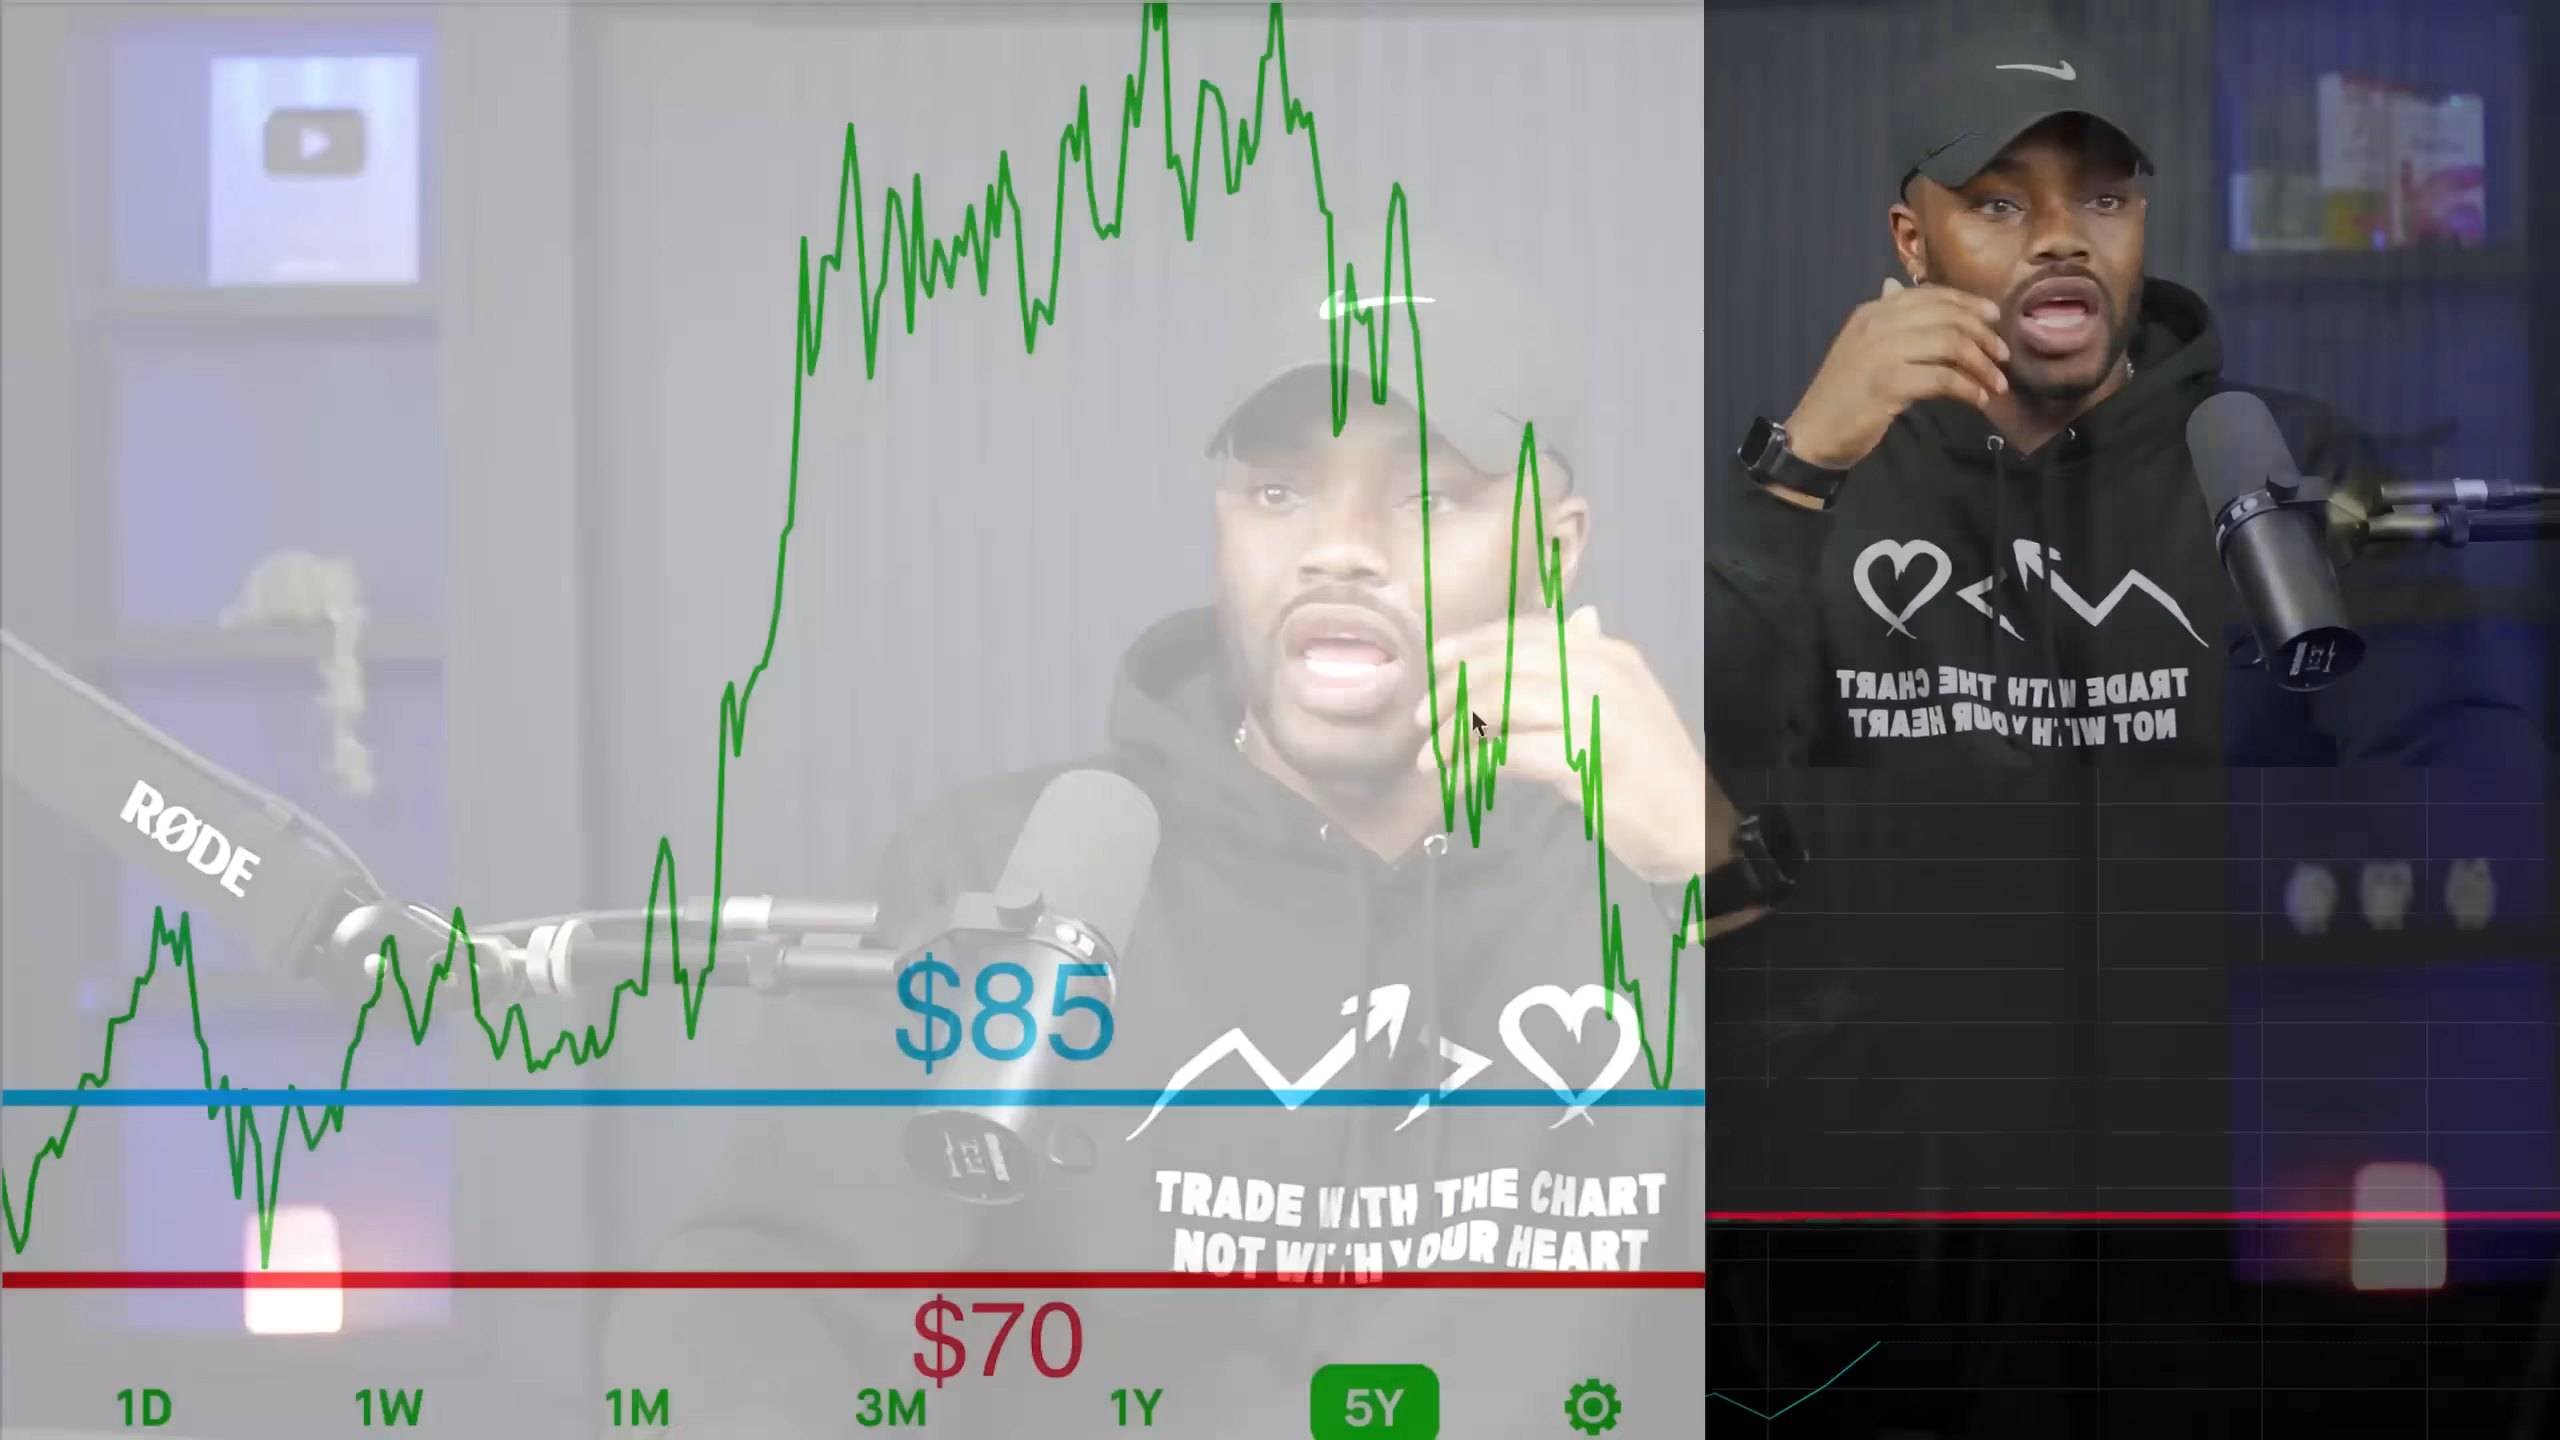 RØDE
$85
TRADE WITH THE CHART
NOT WITH YOUR HEART
$70
1D 1W 1M 3M 1Y 5Y
TRADE WITH THE CHART
NOT WITH YOUR HEART